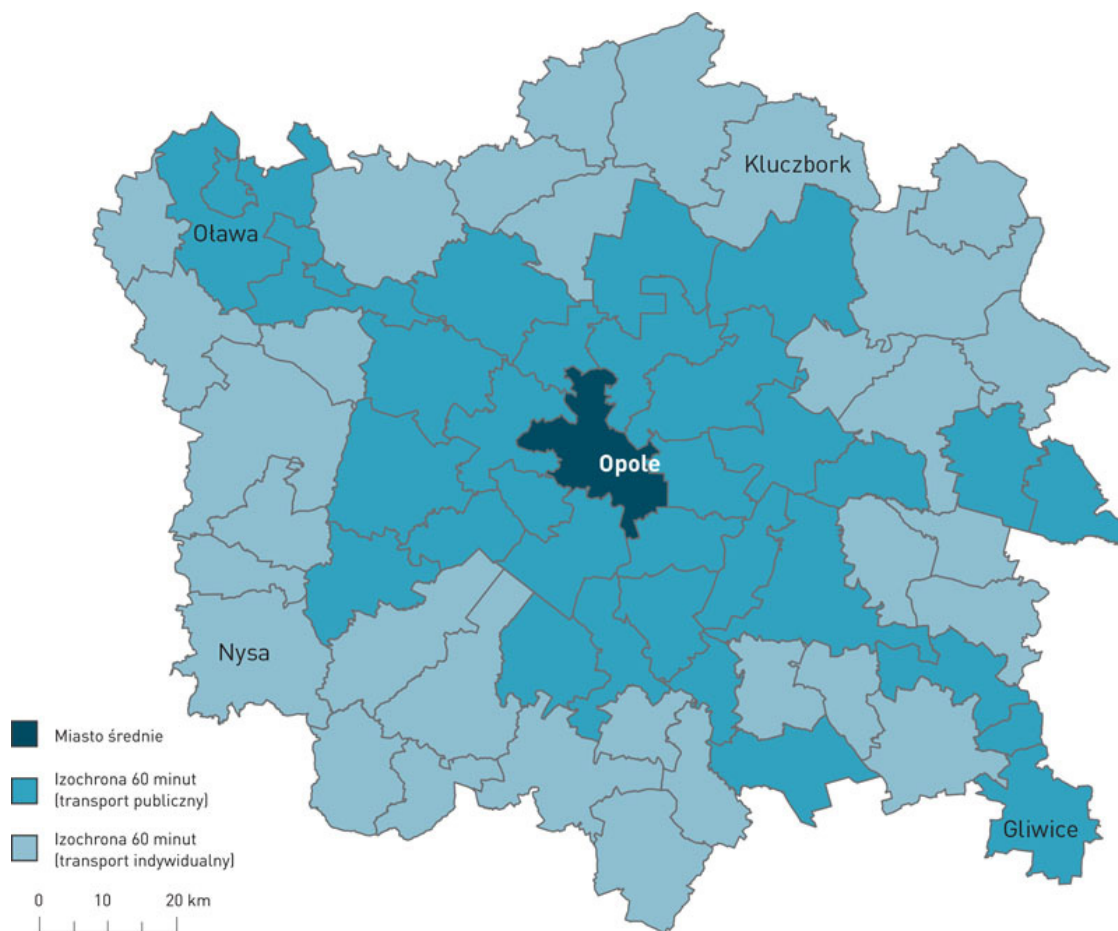 Kluczbork
Oława
Opole
Nysa
Gliwice
Miasto średnie
Izochrona 60 minut
(transport publiczny)
Izochrona 60 minut
(transport indywidualny)
0 10 20 km